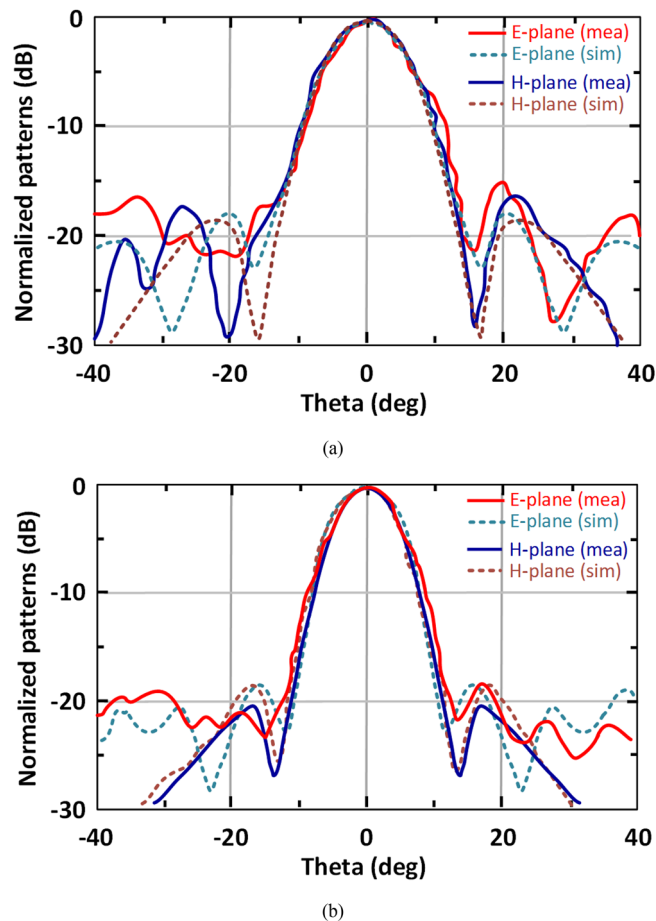 0
-10
-20
-30
-40
-20
0
20
40
Normalized patterns (dB)
Theta (deg)
E-plane (mea)
E-plane (sim)
H-plane (mea)
H-plane (sim)
(a)
0
-10
-20
-30
-40
-20
0
20
40
Normalized patterns (dB)
Theta (deg)
E-plane (mea)
E-plane (sim)
H-plane (mea)
H-plane (sim)
(b)